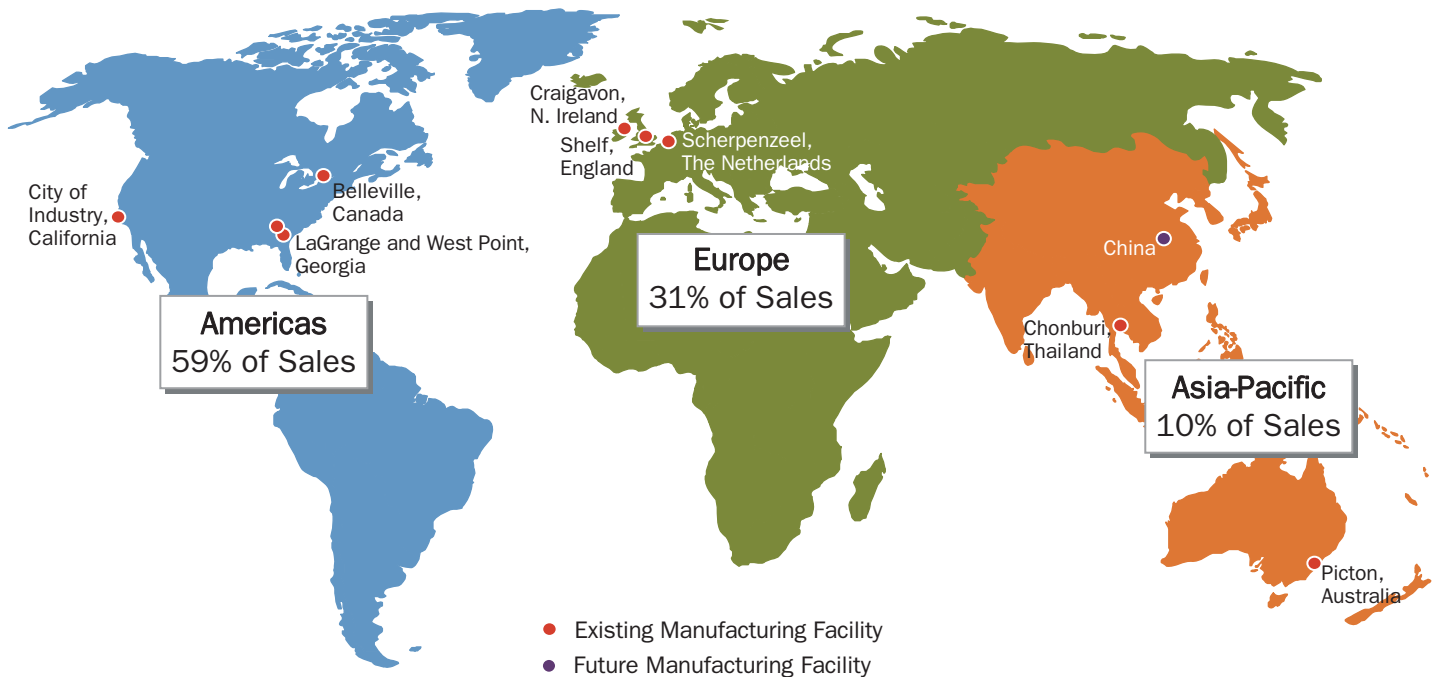 Craigavon,
N. Ireland
Shelf,
England
Scherpenzeel,
The Netherlands
City of
Industry,
California
Belleville,
Canada
LaGrange and West Point,
Georgia
Americas
59% of Sales
Europe
31% of Sales
China
Chonburi,
Thailand
Asia-Pacific
10% of Sales
Picton,
Australia
Existing Manufacturing Facility
Future Manufacturing Facility